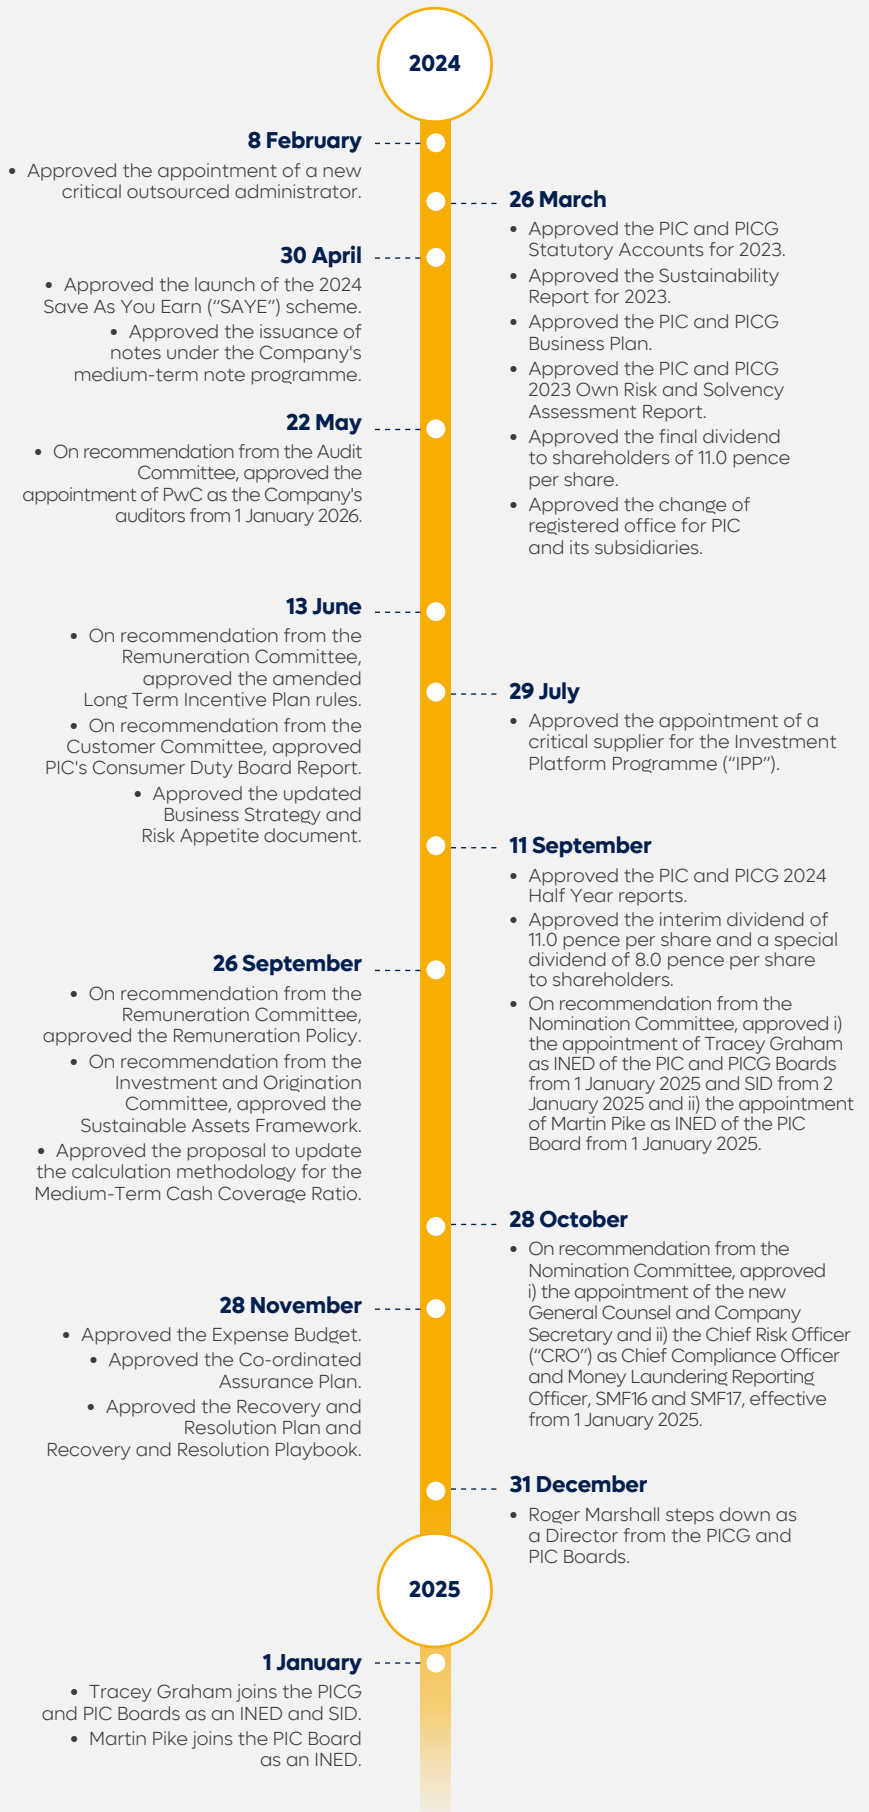 2024
8 February
• Approved the appointment of a new
critical outsourced administrator.
26 March
• Approved the PIC and PICG
Statutory Accounts for 2023.
• Approved the Sustainability
Report for 2023.
• Approved the PIC and PICG
Business Plan.
• Approved the PIC and PICG
2023 Own Risk and Solvency
Assessment Report.
• Approved the final dividend
to shareholders of 11.0 pence
per share.
• Approved the change of
registered office for PIC
and its subsidiaries.
30 April
• Approved the launch of the 2024
Save As You Earn (“SAYE”) scheme.
• Approved the issuance of
notes under the Company's
medium-term note programme.
22 May
• On recommendation from the Audit
Committee, approved the
appointment of PwC as the Company's
auditors from 1 January 2026.
13 June
• On recommendation from the
Remuneration Committee,
approved the amended
Long Term Incentive Plan rules.
• On recommendation from the
Customer Committee, approved
PIC's Consumer Duty Board Report.
• Approved the updated
Business Strategy and
Risk Appetite document.
29 July
• Approved the appointment of a
critical supplier for the Investment
Platform Programme (“IPP”).
11 September
• Approved the PIC and PICG 2024
Half Year reports.
• Approved the interim dividend of
11.0 pence per share and a special
dividend of 8.0 pence per share
to shareholders.
• On recommendation from the
Nomination Committee, approved i)
the appointment of Tracey Graham
as INED of the PIC and PICG Boards
from 1 January 2025 and SID from 2
January 2025 and ii) the appointment
of Martin Pike as INED of the PIC
Board from 1 January 2025.
26 September
• On recommendation from the
Remuneration Committee,
approved the Remuneration Policy.
• On recommendation from the
Investment and Origination
Committee, approved the
Sustainable Assets Framework.
• Approved the proposal to update
the calculation methodology for the
Medium-Term Cash Coverage Ratio.
28 October
• On recommendation from the
Nomination Committee, approved
i) the appointment of the new
General Counsel and Company
Secretary and ii) the Chief Risk Officer
(“CRO”) as Chief Compliance Officer
and Money Laundering Reporting
Officer, SMF16 and SMF17, effective
from 1 January 2025.
28 November
• Approved the Expense Budget.
• Approved the Co-ordinated
Assurance Plan.
• Approved the Recovery and
Resolution Plan and
Recovery and Resolution Playbook.
31 December
• Roger Marshall steps down as
a Director from the PICG and
PIC Boards.
2025
1 January
• Tracey Graham joins the PICG
and PIC Boards as an INED and SID.
• Martin Pike joins the PIC Board
as an INED.